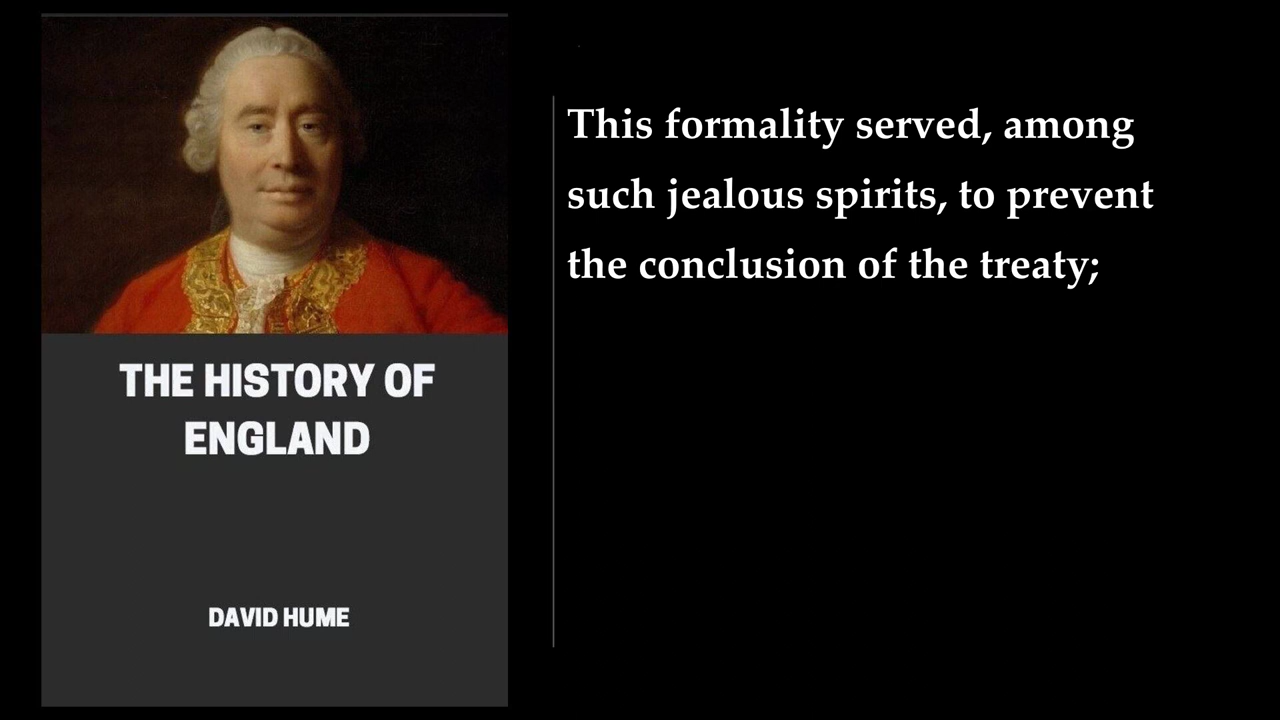 THE HISTORY OF
ENGLAND
DAVID HUME
This formality served, among
such jealous spirits, to prevent
the conclusion of the treaty;